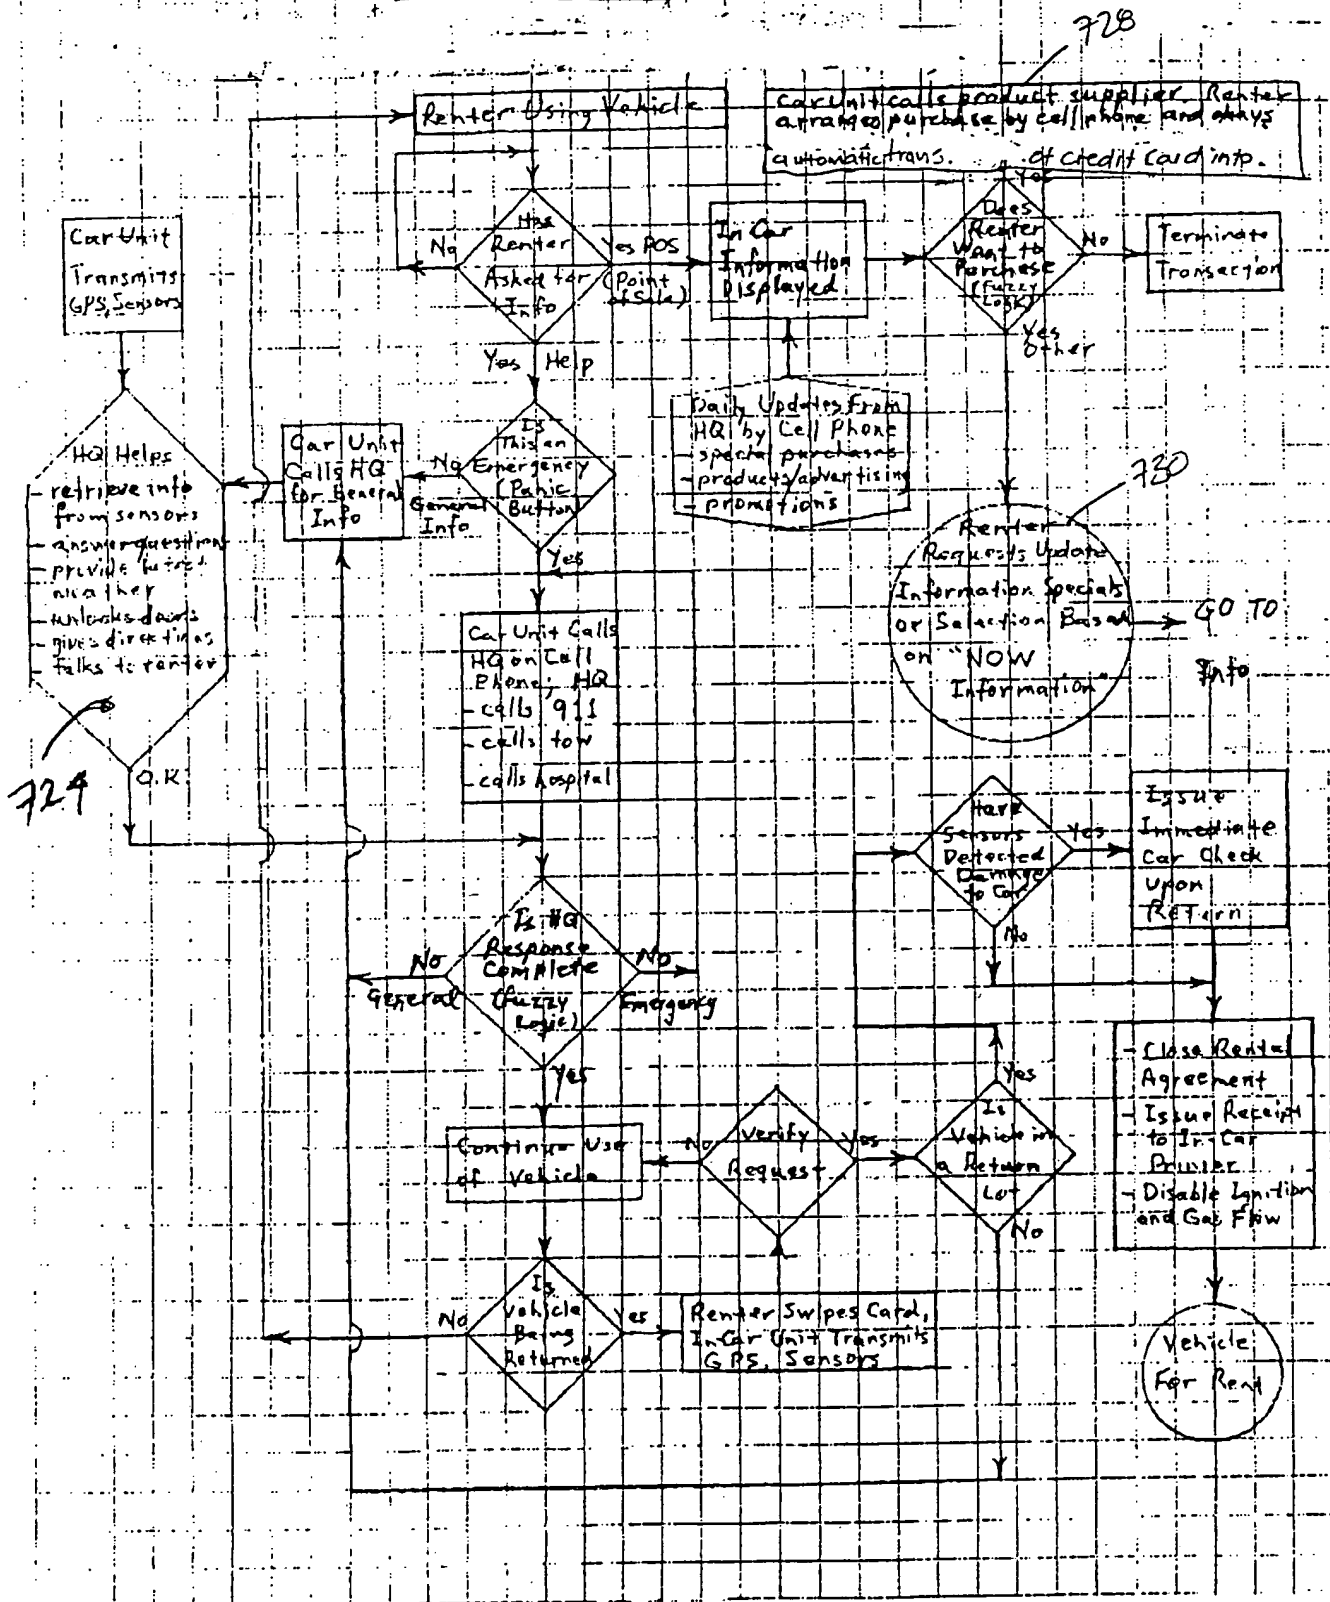 728
Renter Using Vehicle
Car Unit calls product supplier. Renter
arranges purchase by cell phone and okays
automatic trans. of credit card info.
Yes
Car Unit
Transmits
GPS, Sensors
Has
Renter
Asked for
Info
No
Yes POS
(Point
of Sale)
In Car
Information
Displayed
Does
Renter
Want to
Purchase
(Fuzzy
Logic)
No
Terminate
Transaction
Yes
Other
Yes Help
Daily Updates From
HQ by Cell Phone
- special purchases
- products/advertising
- promotions
HQ Helps
- retrieve info
from sensors
- answer question
- provide
weather
- unlocks doors
- gives directions
- talks to renter
724
O.K.
Car Unit
Calls HQ
for General
Info
No
General
Info
Is
This an
Emergency
(Panic
Button)
Yes
730
Renter
Requests Update
Information Specials
or Selection Based
on "NOW
Information"
GO TO
Info
Car Unit Calls
HQ on Cell
Phone; HQ
- calls 911
- calls tow
- calls hospital
Have
Sensors
Detected
Damage
to Car
Yes
No
Issue
Immediate
Car Check
Upon
RETurn
Is HQ
Response
Complete
(fuzzy
Logic)
No
General
No
Emergency
Yes
- Close Rental
Agreement
- Issue Receipt
to In-Car
Printer
- Disable Ignition
and Gas Flow
Continue Use
of Vehicle
No
Verify
Request
Yes
Yes
Is
Vehicle in
a Return
Lot
No
No
Is
Vehicle
Being
Returned
Yes
Renter Swipes Card,
In-Car Unit Transmits
GPS, Sensors
Vehicle
For Rent